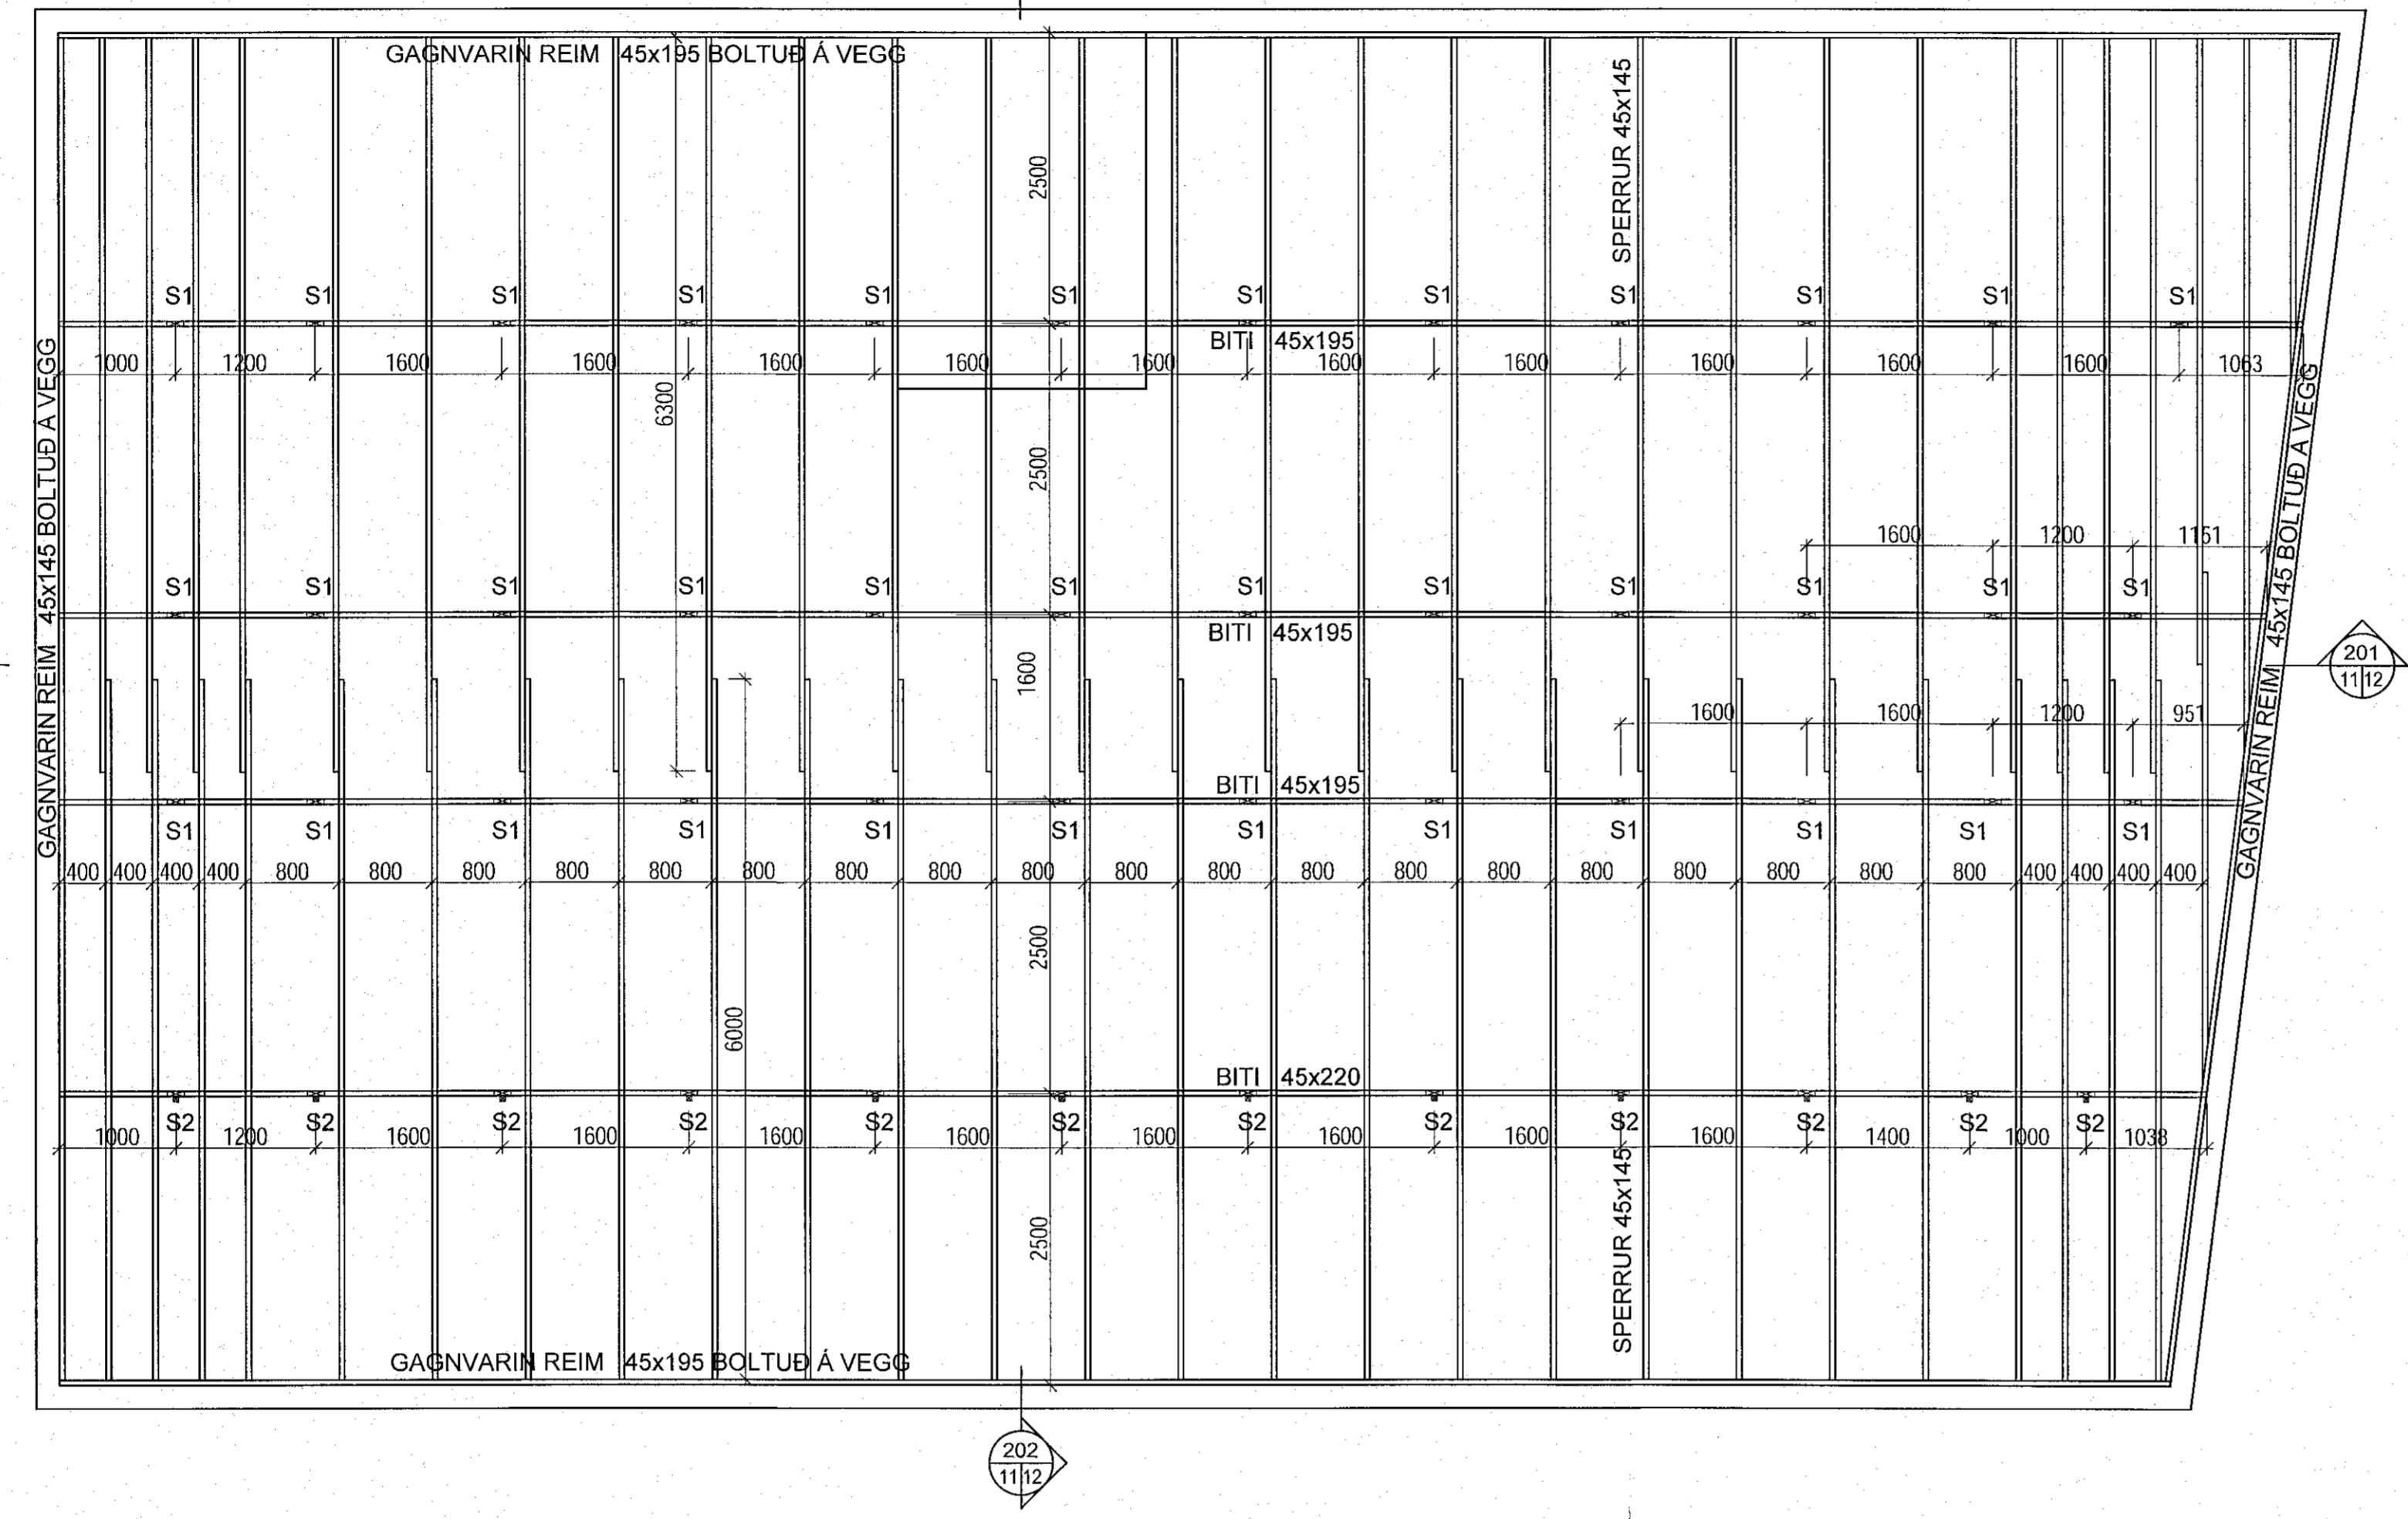 GAGNVARIN REIM 45x195 BOLTUÐ Á VEGG
SPERRUR 45x145
2500
S1 S1 S1 S1 S1 S1 S1 S1 S1 S1 S1 S1
BITI 45x195
1000 1200 1600 1600 1600 1600 1600 1600 1600 1600 1600 1600 1063
6300
GAGNVARIN REIM 45x145 BOLTUÐ Á VEGG
GAGNVARIN REIM 45x145 BOLTUÐ Á VEGG
2500
1600 1200 1151
S1 S1 S1 S1 S1 S1 S1 S1 S1 S1 S1 S1
BITI 45x195
201
11 12
1600
1600 1600 1200 951
BITI 45x195
S1 S1 S1 S1 S1 S1 S1 S1 S1 S1 S1 S1
400 400 400 400 800 800 800 800 800 800 800 800 800 800 800 800 800 800 800 800 800 800 800 400 400 400 400
GAGNVARIN REIM
2500
6000
BITI 45x220
S2 S2 S2 S2 S2 S2 S2 S2 S2 S2 S2 S2
1000 1200 1600 1600 1600 1600 1600 1600 1600 1600 1400 1000 1038
2500
SPERRUR 45x145
GAGNVARIN REIM 45x195 BOLTUÐ Á VEGG
202
11 12